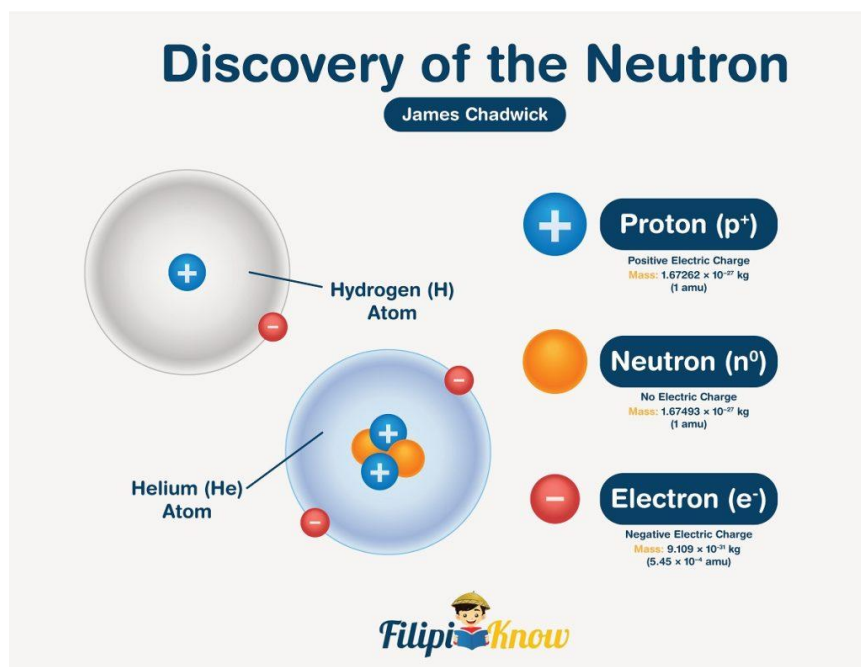 Discovery of the Neutron
James Chadwick
+
Hydrogen (H)
Atom
−
−
+
+
Helium (He)
Atom
−
+
Proton (p⁺)
Positive Electric Charge
Mass: 1.67262 × 10⁻²⁷ kg
(1 amu)
Neutron (n⁰)
No Electric Charge
Mass: 1.67493 × 10⁻²⁷ kg
(1 amu)
−
Electron (e⁻)
Negative Electric Charge
Mass: 9.109 × 10⁻³¹ kg
(5.45 × 10⁻⁴ amu)
FilipiKnow